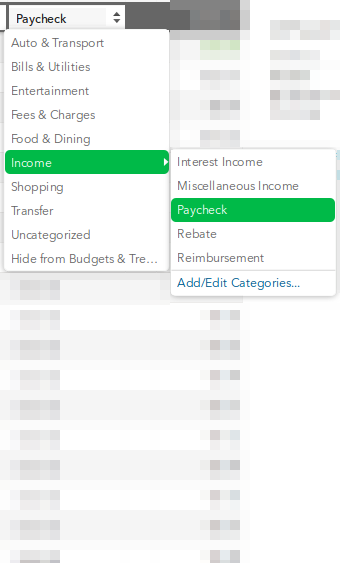 Paycheck
Auto & Transport
Bills & Utilities
Entertainment
Fees & Charges
Food & Dining
Income
Shopping
Transfer
Uncategorized
Hide from Budgets & Tre...
Interest Income
Miscellaneous Income
Paycheck
Rebate
Reimbursement
Add/Edit Categories...